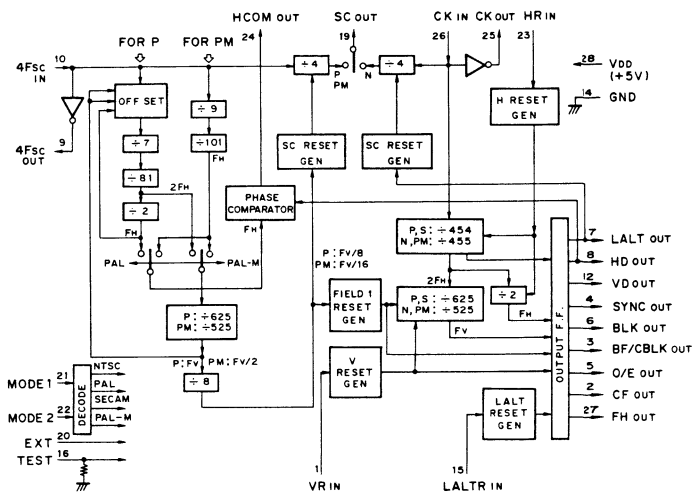 HCOM OUT
SC OUT
CK IN
CK OUT
HR IN
24
19
26
25
23
10
4FSC IN
FOR P
FOR PM
÷4
P
PM
N
÷4
28
VDD (+5V)
14
GND
OFF SET
÷9
H RESET GEN
9
4FSC OUT
÷7
÷101
FH
SC RESET GEN
SC RESET GEN
÷81
2FH
÷2
FH
PHASE COMPARATOR
FH
P,S: ÷454
N,PM: ÷455
7
LALT OUT
8
HD OUT
PAL
PAL-M
P: FV/8
PM: FV/16
2FH
÷2
FH
12
VD OUT
P: ÷625
PM: ÷525
FIELD 1 RESET GEN
P,S: ÷625
N,PM: ÷525
FV
4
SYNC OUT
6
BLK OUT
3
BF/CBLK OUT
P: FV
PM: FV/2
÷8
V RESET GEN
OUTPUT F.F.
5
O/E OUT
2
CF OUT
27
FH OUT
LALT RESET GEN
MODE 1
21
MODE 2
22
DECODE
NTSC
PAL
SECAM
PAL-M
EXT
20
TEST
16
1
VR IN
15
LALTR IN